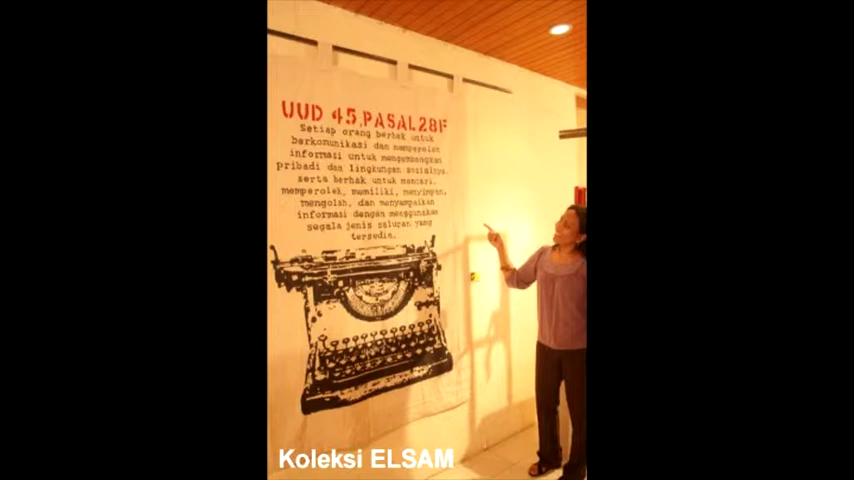 UUD 45.PASAL28F
Setiap orang berhak untuk
berkomunikasi dan memperoleh
informasi untuk mengembangkan
pribadi dan lingkungan sosialnya.
serta berhak untuk mencari.
memperoleh, memiliki, menyimpan,
mengolah, dan menyampaikan
informasi dengan menggunakan
segala jenis saluran yang
tersedia.
Koleksi ELSAM